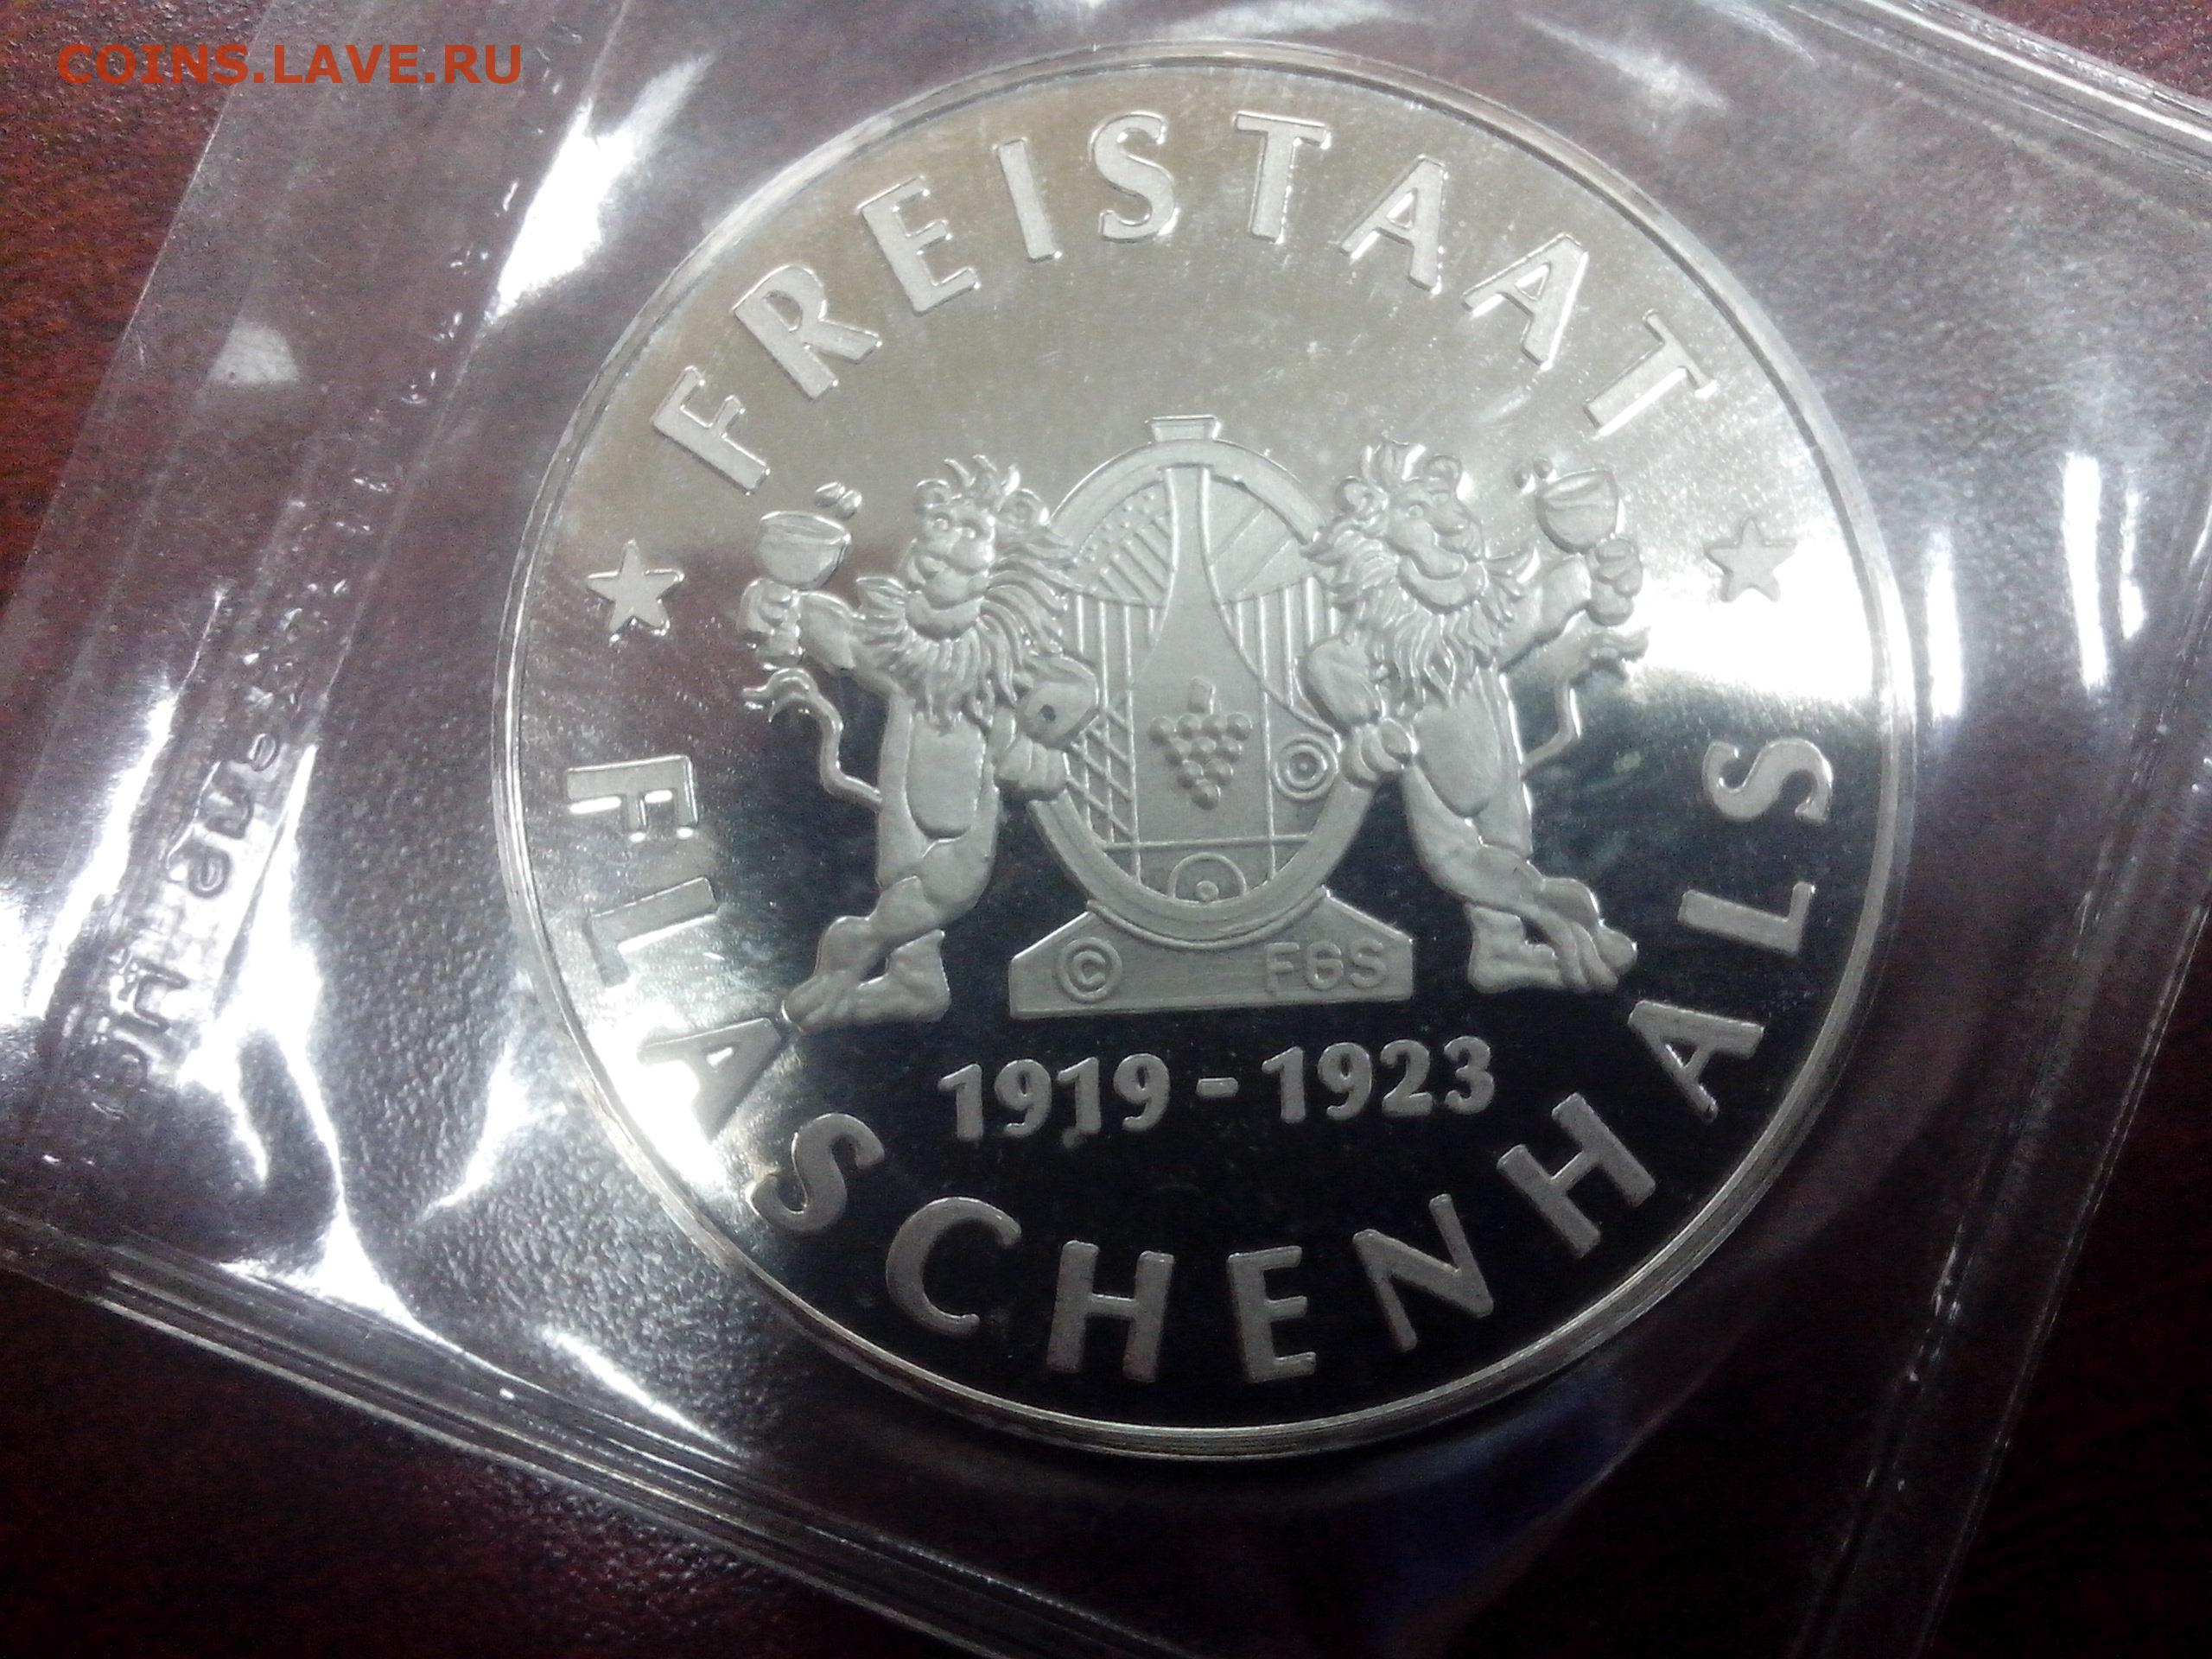 COINS.LAVE.RU
FREISTAAT
FLASCHENHALS
© FGS
1919 - 1923